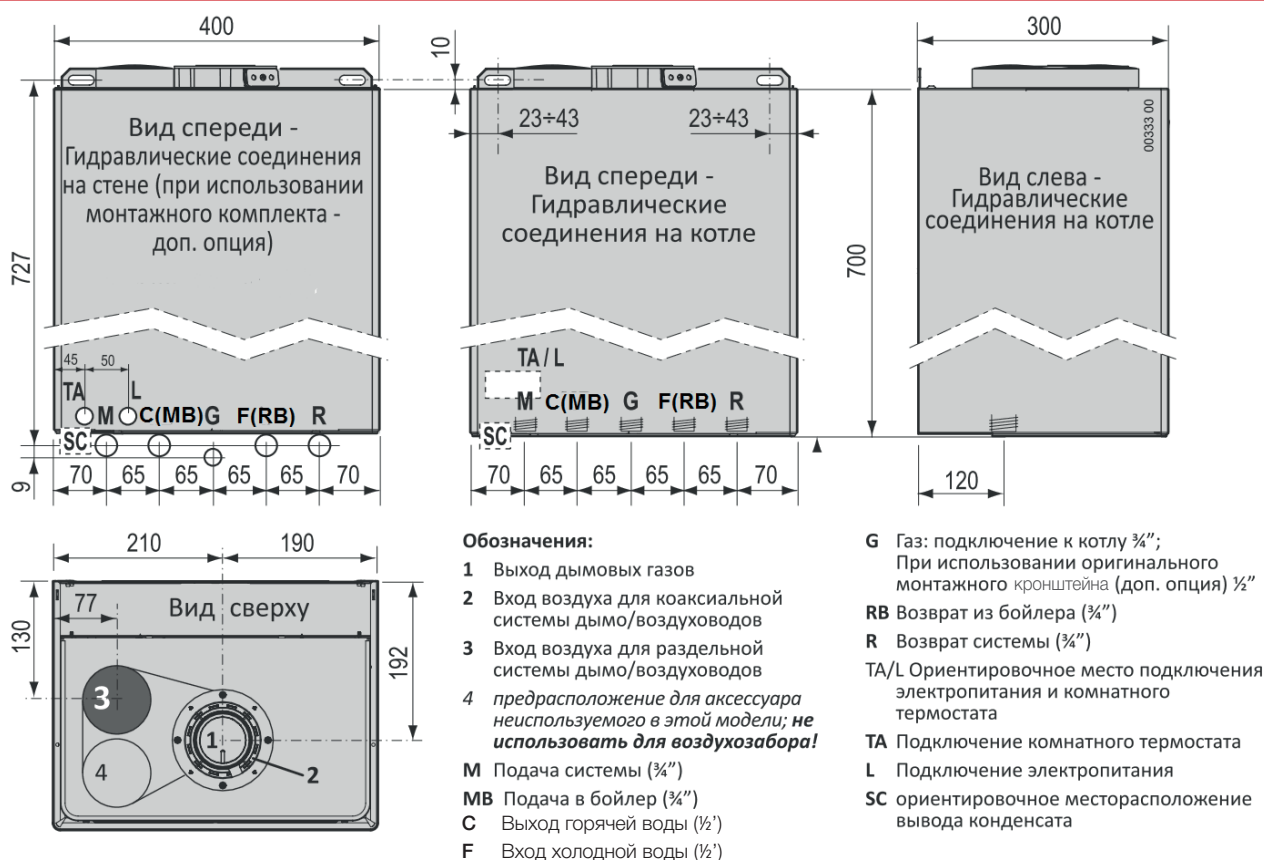 400
10
300
727
Вид спереди -
Гидравлические соединения
на стене (при использовании
монтажного комплекта -
доп. опция)
45
50
TA
L
M
C(MB)
G
F(RB)
R
SC
9
70
65
65
65
65
70
23÷43
23÷43
Вид спереди -
Гидравлические
соединения на котле
TA / L
M
C(MB)
G
F(RB)
R
SC
70
65
65
65
65
70
700
00333 00
Вид слева -
Гидравлические
соединения на котле
120
210
190
130
77
Вид сверху
192
3
4
1
2
Обозначения:
1 Выход дымовых газов
2 Вход воздуха для коаксиальной
системы дымо/воздуховодов
3 Вход воздуха для раздельной
системы дымо/воздуховодов
4 предрасположение для аксессуара
неиспользуемого в этой модели; не
использовать для воздухозабора!
M Подача системы (¾”)
MB Подача в бойлер (¾”)
C Выход горячей воды (½’)
F Вход холодной воды (½’)
G Газ: подключение к котлу ¾”;
При использовании оригинального
монтажного кронштейна (доп. опция) ½”
RB Возврат из бойлера (¾”)
R Возврат системы (¾”)
TA/L Ориентировочное место подключения
электропитания и комнатного
термостата
TA Подключение комнатного термостата
L Подключение электропитания
SC ориентировочное месторасположение
вывода конденсата